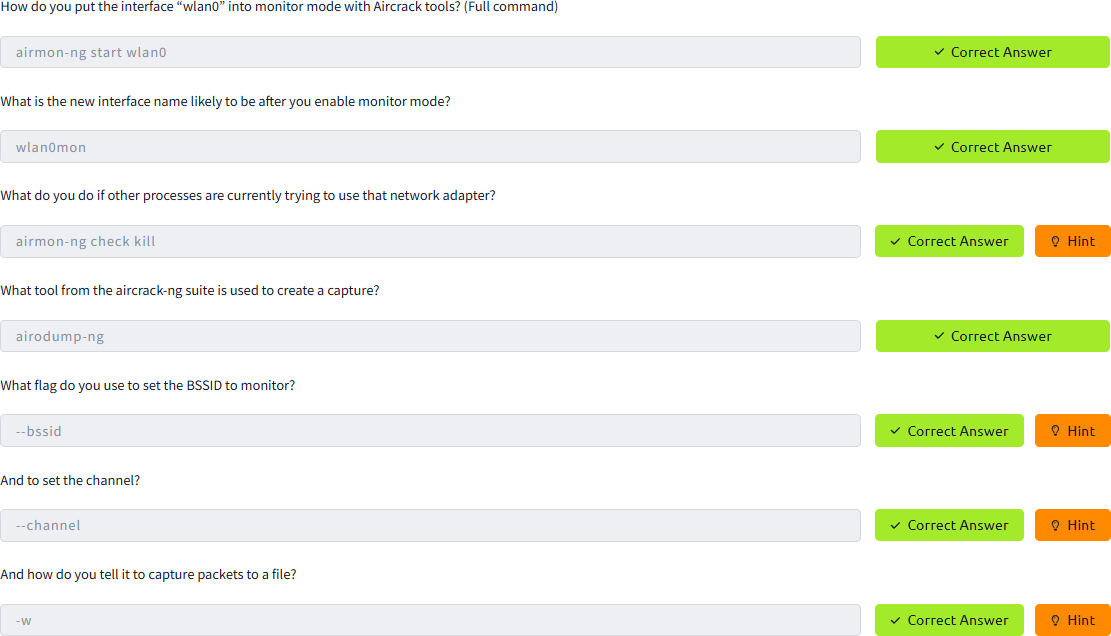 How do you put the interface “wlan0” into monitor mode with Aircrack tools? (Full command)
airmon-ng start wlan0
Correct Answer
What is the new interface name likely to be after you enable monitor mode?
wlan0mon
Correct Answer
What do you do if other processes are currently trying to use that network adapter?
airmon-ng check kill
Correct Answer
Hint
What tool from the aircrack-ng suite is used to create a capture?
airodump-ng
Correct Answer
What flag do you use to set the BSSID to monitor?
--bssid
Correct Answer
Hint
And to set the channel?
--channel
Correct Answer
Hint
And how do you tell it to capture packets to a file?
-w
Correct Answer
Hint